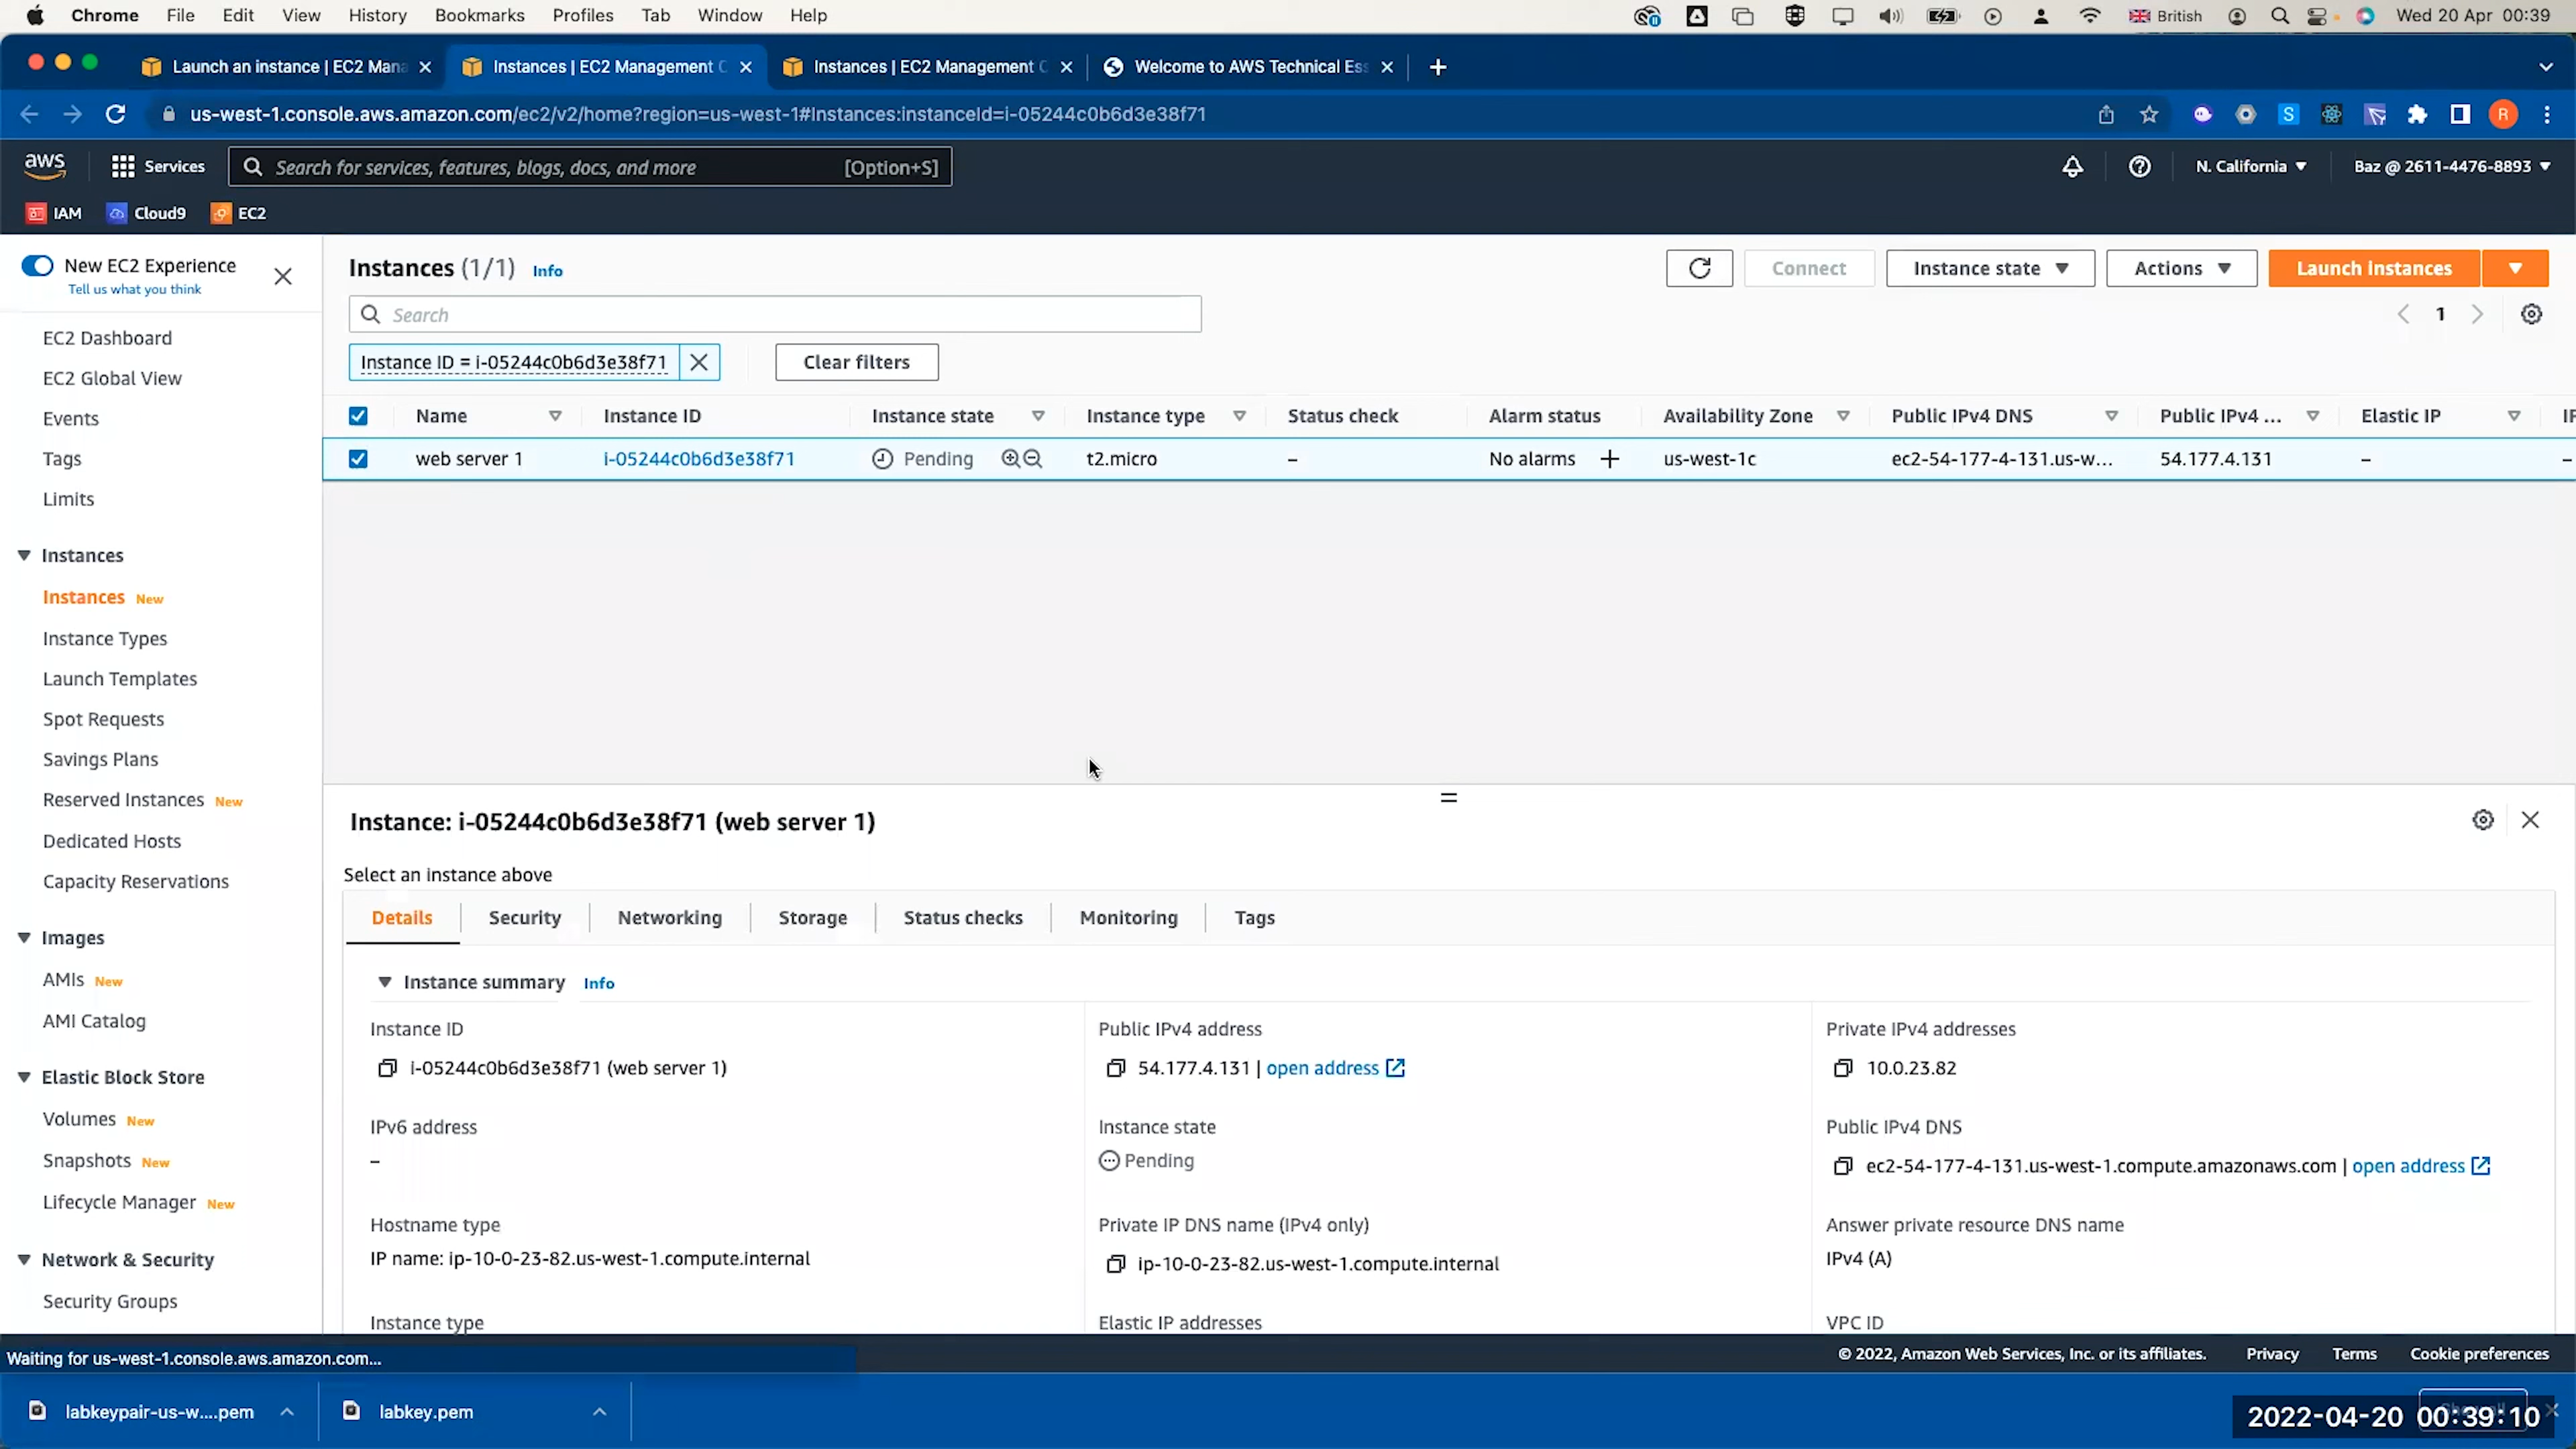 Chrome File Edit View History Bookmarks Profiles Tab Window Help British Wed 20 Apr 00:39
Launch an instance | EC2 Mana Instances | EC2 Management C Instances | EC2 Management C Welcome to AWS Technical Ess
us-west-1.console.aws.amazon.com/ec2/v2/home?region=us-west-1#Instances:instanceId=i-05244c0b6d3e38f71
S R
aws Services Search for services, features, blogs, docs, and more [Option+S] N. California Baz @ 2611-4476-8893
IAM Cloud9 EC2
New EC2 Experience
Tell us what you think
EC2 Dashboard
EC2 Global View
Events
Tags
Limits
Instances
Instances New
Instance Types
Launch Templates
Spot Requests
Savings Plans
Reserved Instances New
Dedicated Hosts
Capacity Reservations
Images
AMIs New
AMI Catalog
Elastic Block Store
Volumes New
Snapshots New
Lifecycle Manager New
Network & Security
Security Groups
Instances (1/1) Info Connect Instance state Actions Launch instances
Search 1
Instance ID = i-05244c0b6d3e38f71 Clear filters
Name Instance ID Instance state Instance type Status check Alarm status Availability Zone Public IPv4 DNS Public IPv4 ... Elastic IP
web server 1 i-05244c0b6d3e38f71 Pending t2.micro – No alarms + us-west-1c ec2-54-177-4-131.us-w... 54.177.4.131 – –
Instance: i-05244c0b6d3e38f71 (web server 1)
Select an instance above
Details Security Networking Storage Status checks Monitoring Tags
Instance summary Info
Instance ID Public IPv4 address Private IPv4 addresses
i-05244c0b6d3e38f71 (web server 1) 54.177.4.131 | open address 10.0.23.82
IPv6 address Instance state Public IPv4 DNS
– Pending ec2-54-177-4-131.us-west-1.compute.amazonaws.com | open address
Hostname type Private IP DNS name (IPv4 only) Answer private resource DNS name
IP name: ip-10-0-23-82.us-west-1.compute.internal ip-10-0-23-82.us-west-1.compute.internal IPv4 (A)
Instance type Elastic IP addresses VPC ID
Waiting for us-west-1.console.aws.amazon.com... © 2022, Amazon Web Services, Inc. or its affiliates. Privacy Terms Cookie preferences
labkeypair-us-w....pem labkey.pem
2022-04-20 00:39:10